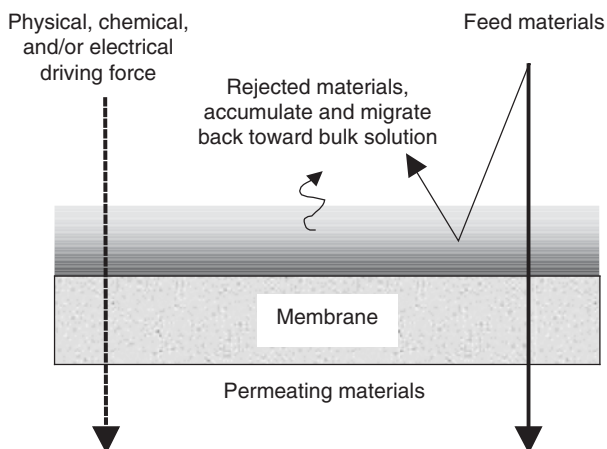 Physical, chemical,
and/or electrical
driving force
Feed materials
Rejected materials,
accumulate and migrate
back toward bulk solution
Membrane
Permeating materials